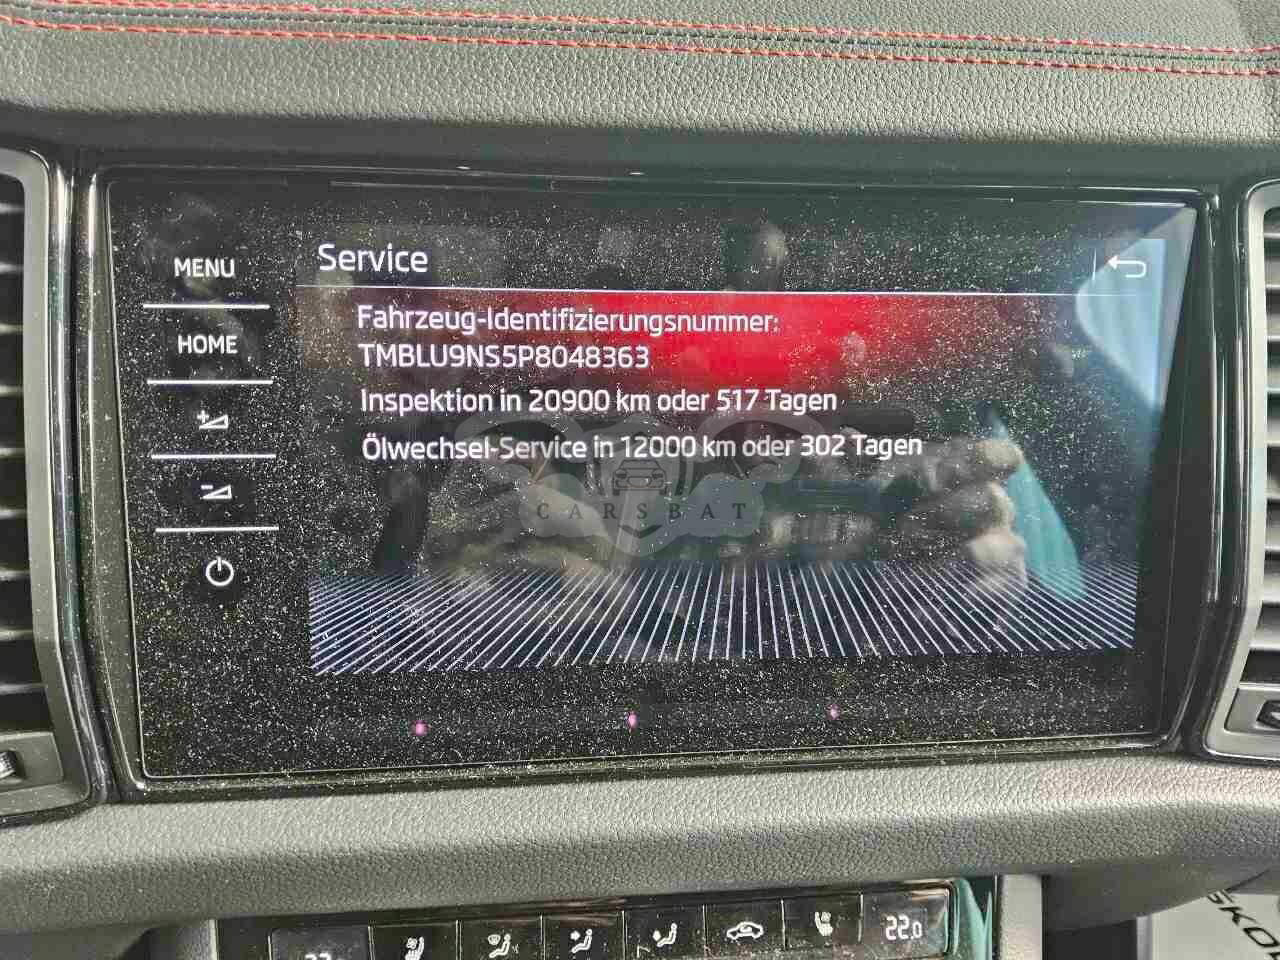 Service
MENU
HOME
Fahrzeug-Identifizierungsnummer:
TMBLU9NS5P8048363
Inspektion in 20900 km oder 517 Tagen
Ölwechsel-Service in 12000 km oder 302 Tagen
CARSBAT
22.0